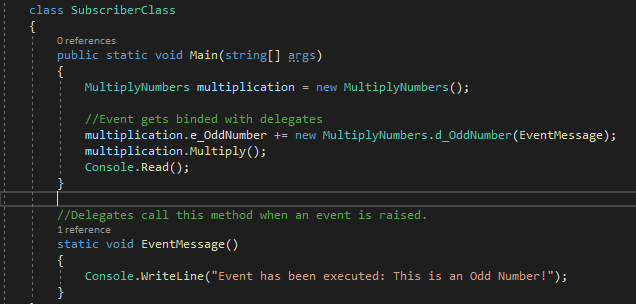 class SubscriberClass
{
0 references
public static void Main(string[] args)
{
MultiplyNumbers multiplication = new MultiplyNumbers();
//Event gets binded with delegates
multiplication.e_OddNumber += new MultiplyNumbers.d_OddNumber(EventMessage);
multiplication.Multiply();
Console.Read();
}
//Delegates call this method when an event is raised.
1 reference
static void EventMessage()
{
Console.WriteLine("Event has been executed: This is an Odd Number!");
}